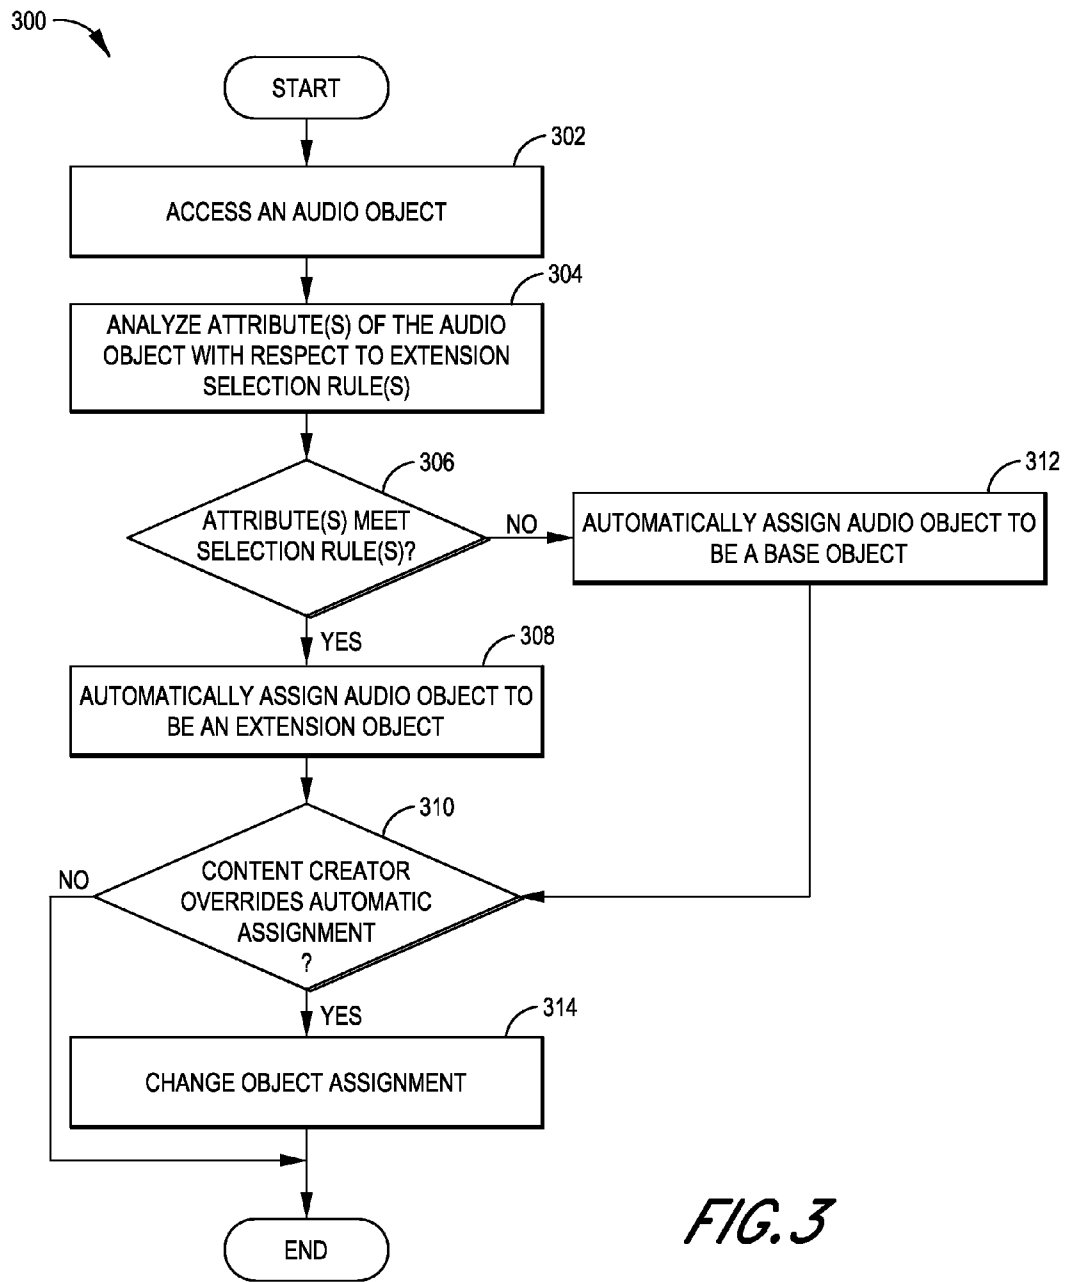 300
START
302
ACCESS AN AUDIO OBJECT
304
ANALYZE ATTRIBUTE(S) OF THE AUDIO
OBJECT WITH RESPECT TO EXTENSION
SELECTION RULE(S)
306
ATTRIBUTE(S) MEET
SELECTION RULE(S)?
NO
312
AUTOMATICALLY ASSIGN AUDIO OBJECT TO
BE A BASE OBJECT
YES
308
AUTOMATICALLY ASSIGN AUDIO OBJECT TO
BE AN EXTENSION OBJECT
310
NO
CONTENT CREATOR
OVERRIDES AUTOMATIC
ASSIGNMENT
?
YES
314
CHANGE OBJECT ASSIGNMENT
END
FIG.3